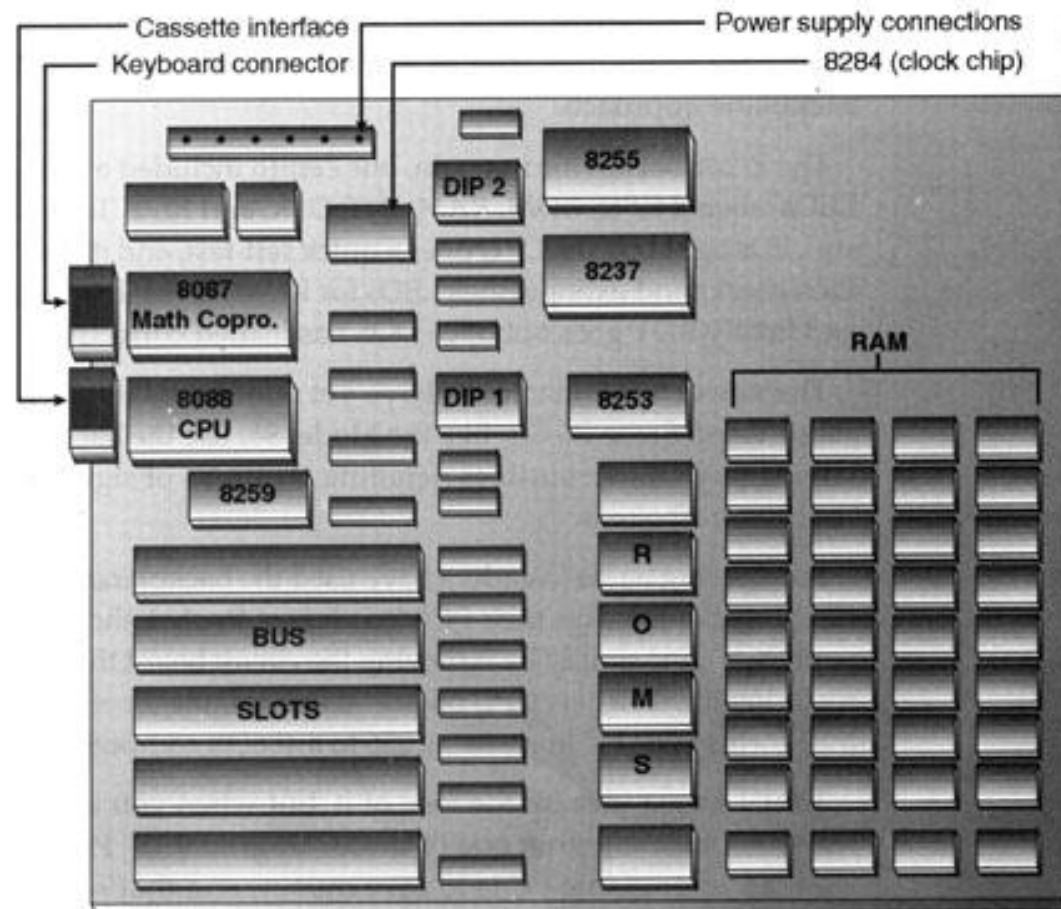 Cassette interface
Power supply connections
Keyboard connector
8284 (clock chip)
8255
DIP 2
8237
8087
Math Copro.
RAM
8088
CPU
DIP 1
8253
8259
R
BUS
O
SLOTS
M
S